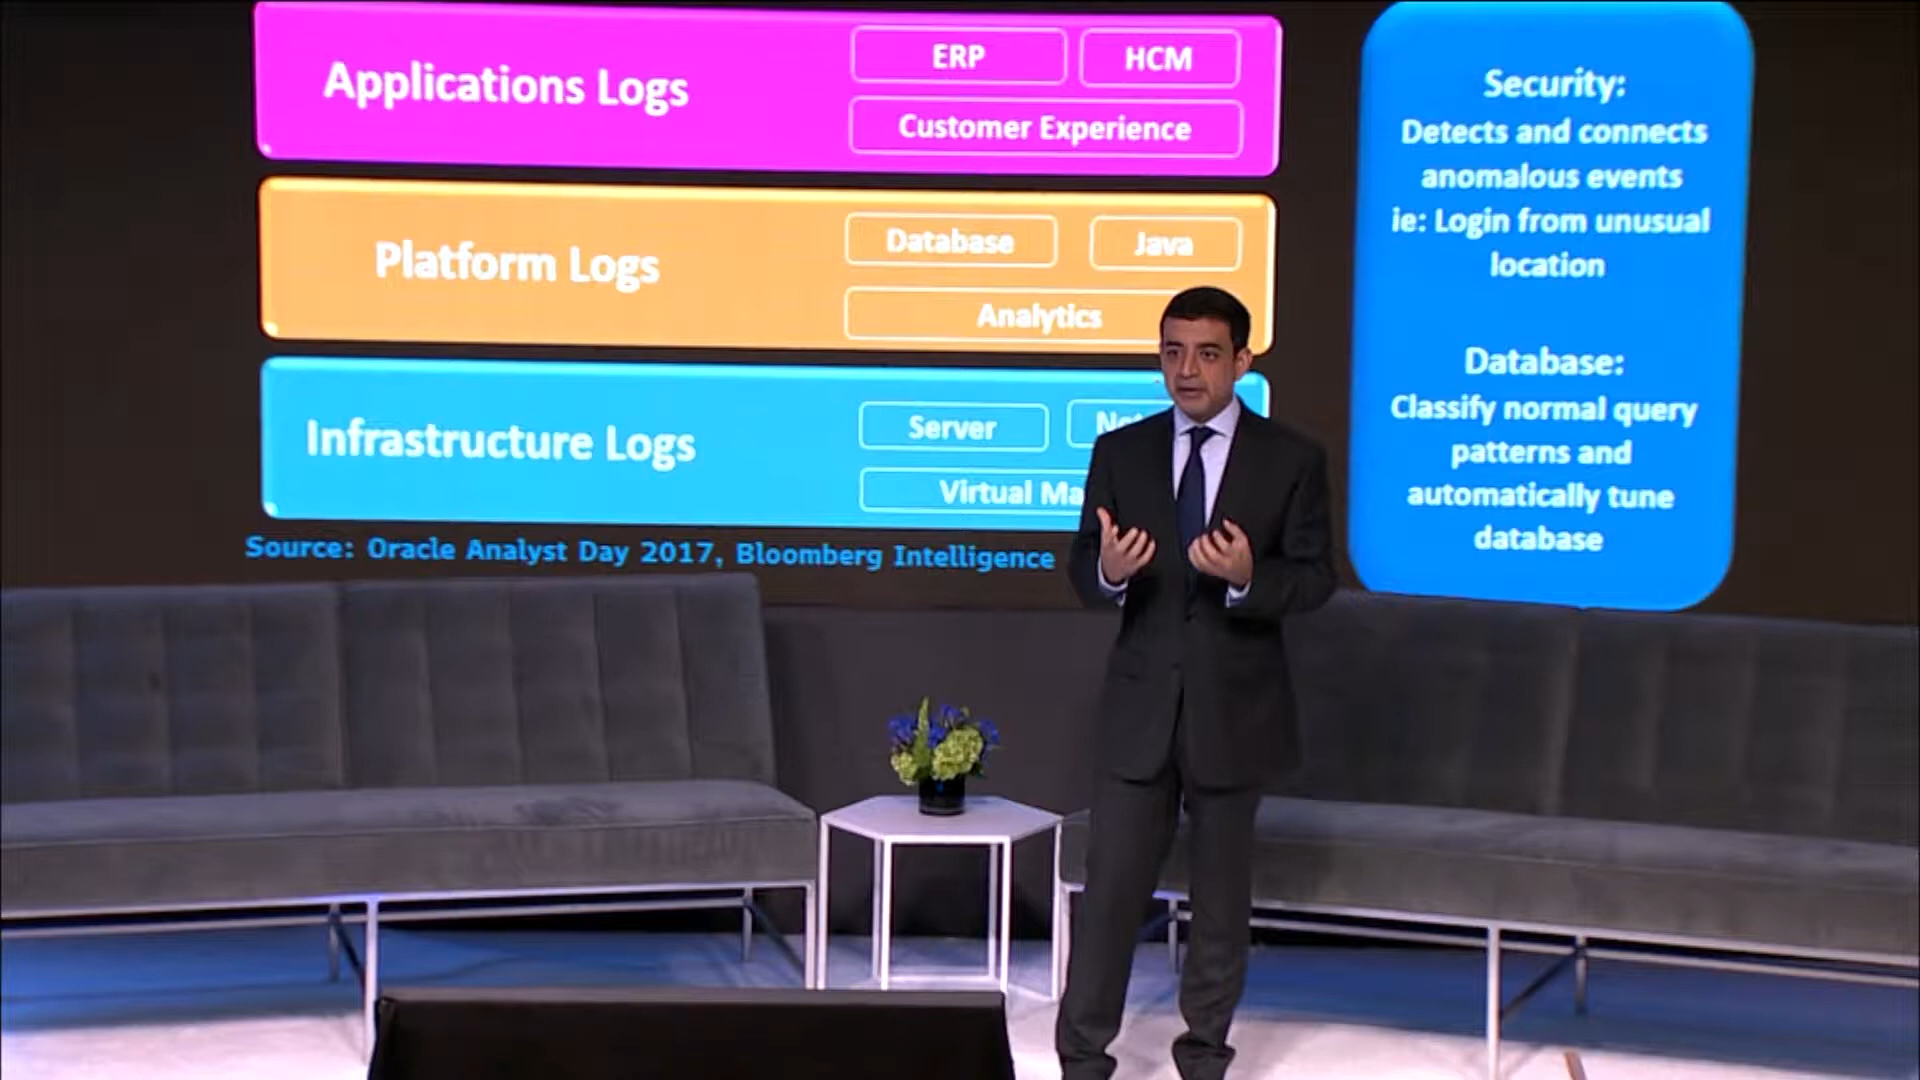 Applications Logs
ERP
HCM
Customer Experience
Platform Logs
Database
Java
Analytics
Infrastructure Logs
Server
Virtual
Source: Oracle Analyst Day 2017, Bloomberg Intelligence
Security:
Detects and connects
anomalous events
ie: Login from unusual
location
Database:
Classify normal query
patterns and
automatically tune
database